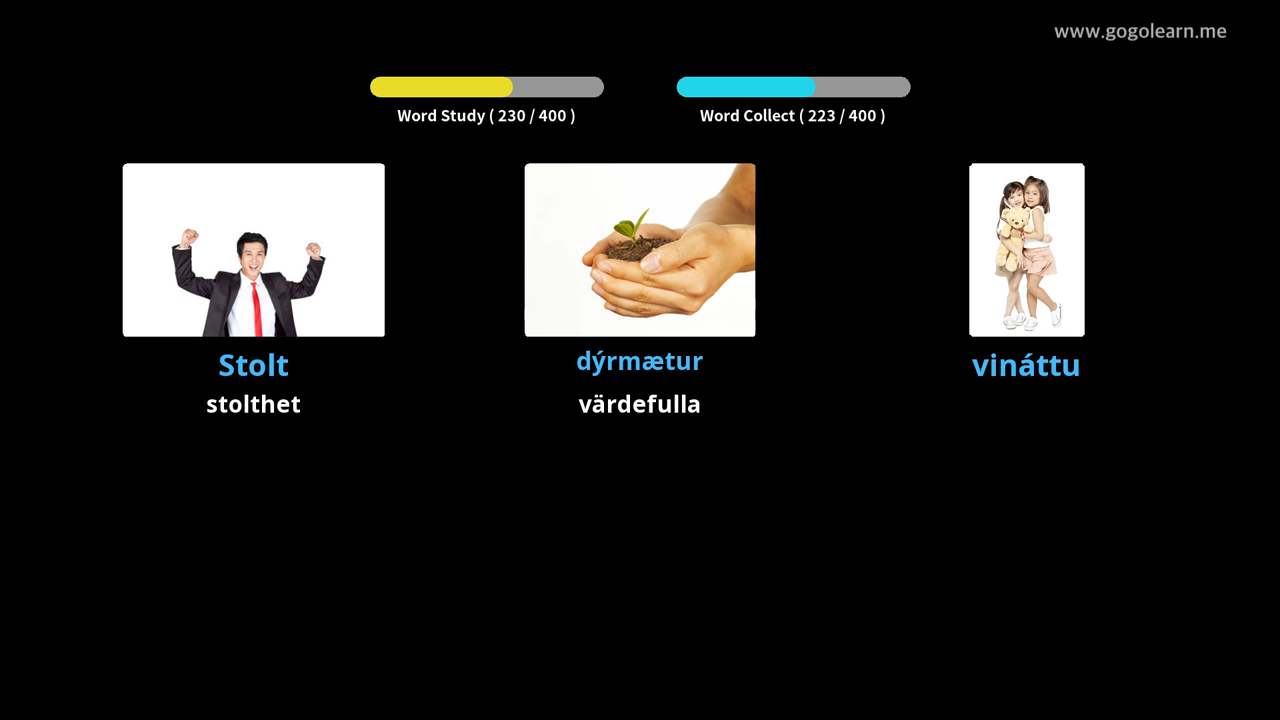 www.gogolearn.me
Word Study ( 230 / 400 )
Word Collect ( 223 / 400 )
Stolt
dýrmætur
vináttu
stolthet
värdefulla